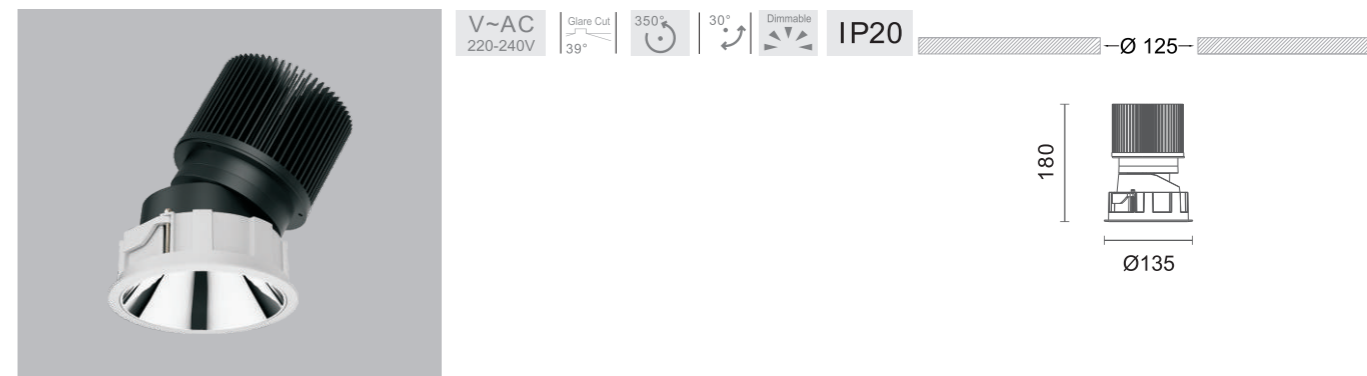 V~AC
220-240V
Glare Cut
39°
350°
30°
Dimmable
IP20
Ø 125
180
Ø135